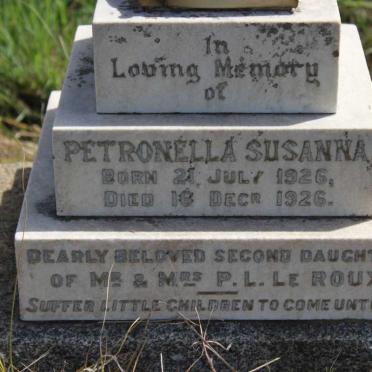 In
Loving Memory
of
PETRONELLA SUSANNA
BORN 21 JULY 1926,
DIED 18 DECR 1926.
DEARLY BELOVED SECOND DAUGHT
OF MR & MRS P.L. LE ROUX
SUFFER LITTLE CHILDREN TO COME UNT